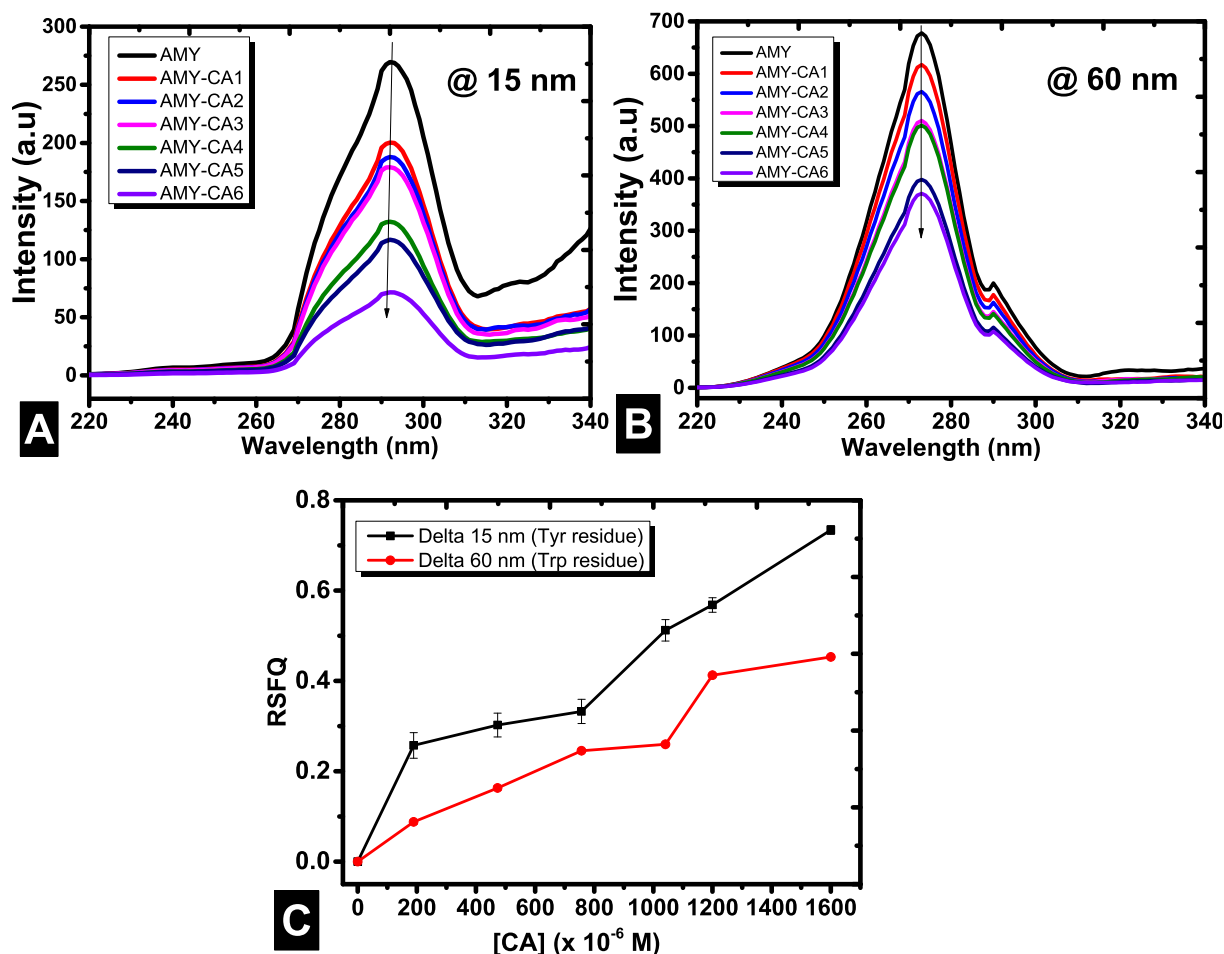 300
250
200
150
100
50
0
Intensity (a.u)
AMY
AMY-CA1
AMY-CA2
AMY-CA3
AMY-CA4
AMY-CA5
AMY-CA6
@ 15 nm
220 240 260 280 300 320 340
Wavelength (nm)
A
700
600
500
400
300
200
100
0
Intensity (a.u)
AMY
AMY-CA1
AMY-CA2
AMY-CA3
AMY-CA4
AMY-CA5
AMY-CA6
@ 60 nm
220 240 260 280 300 320 340
Wavelength (nm)
B
0.8
0.6
0.4
0.2
0.0
RSFQ
Delta 15 nm (Tyr residue)
Delta 60 nm (Trp residue)
0 200 400 600 800 1000 1200 1400 1600
[CA] (x 10⁻⁶ M)
C